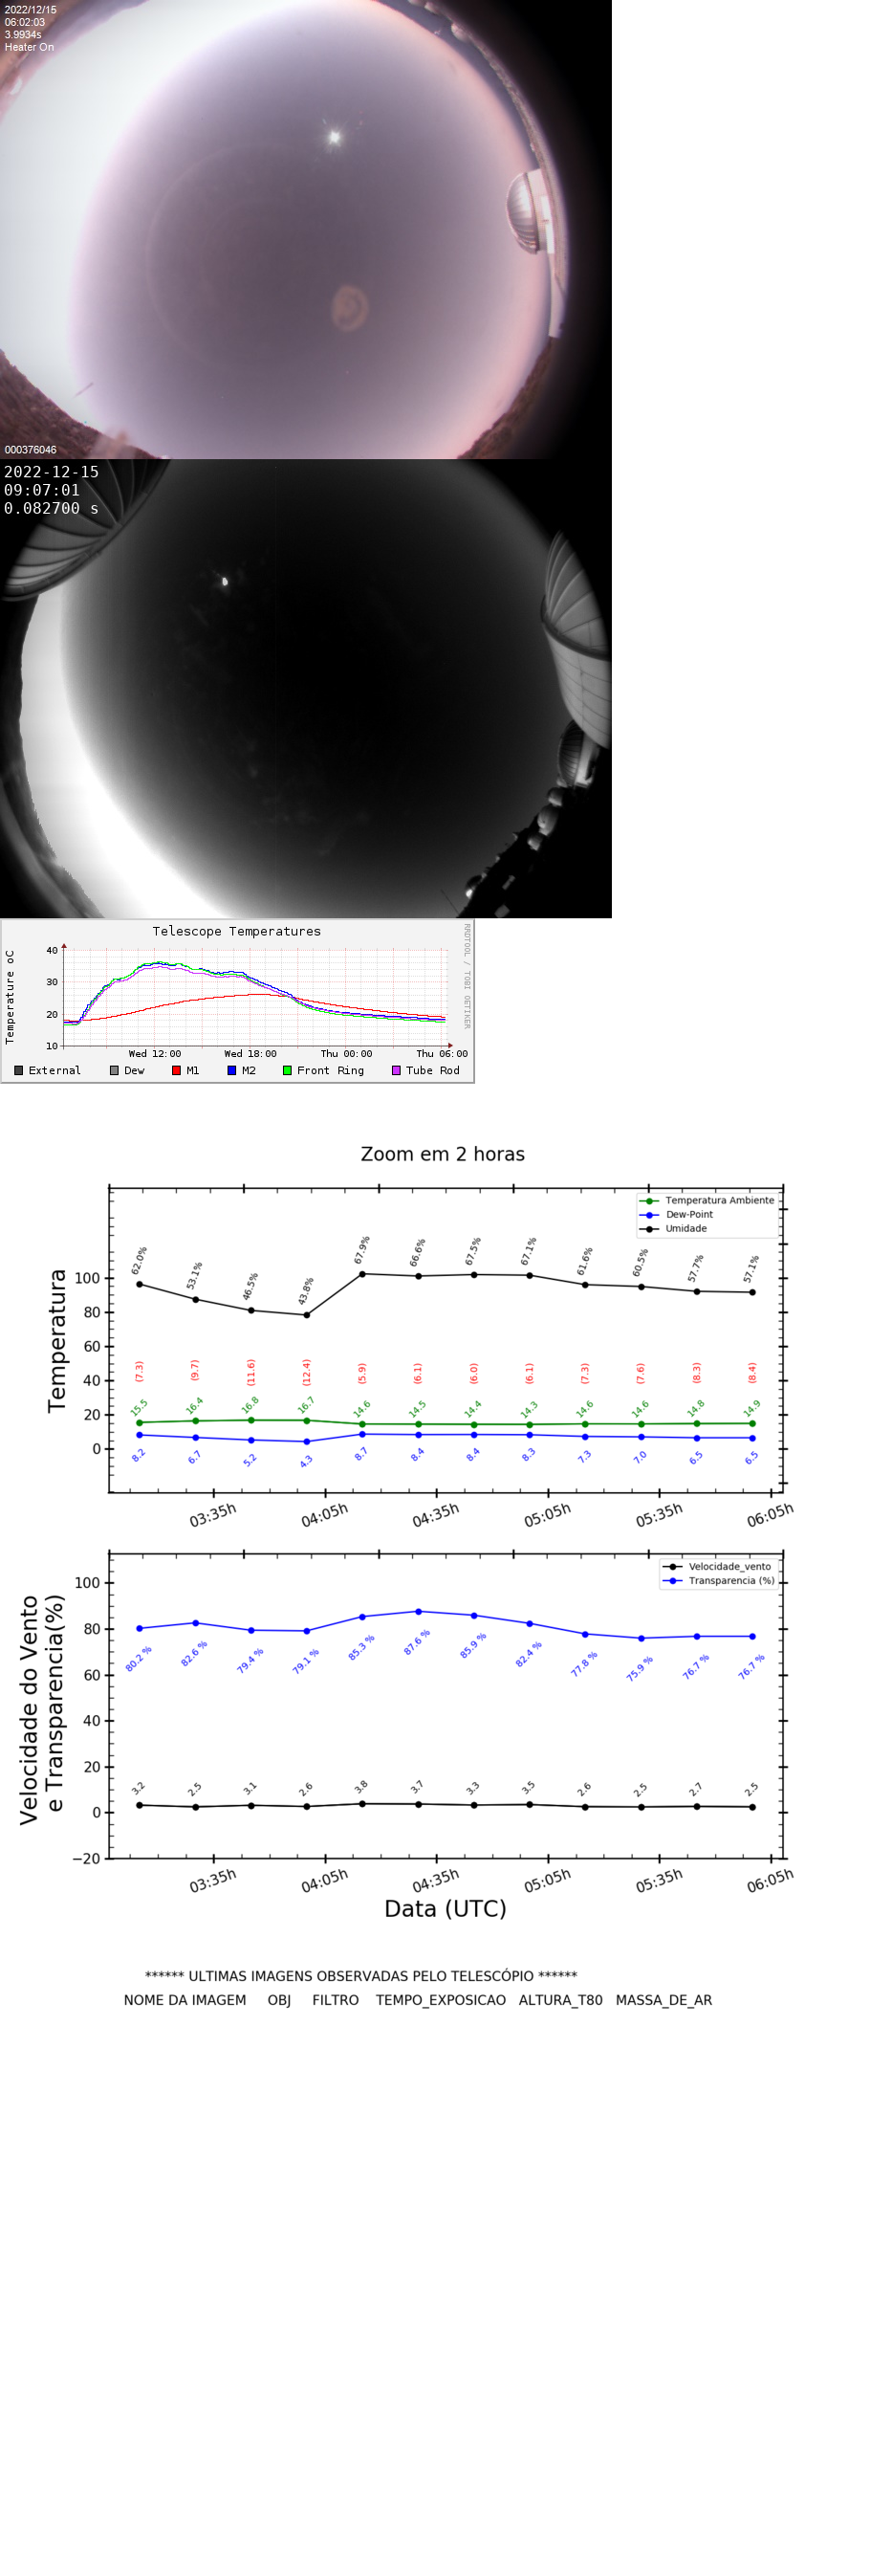 2022/12/15
06:02:03
3.9934s
Heater On
000376046
2022-12-15
09:07:01
0.082700 s
Telescope Temperatures
RRDTOOL / TOBI OETIKER
Temperature oC
40
30
20
10
Wed 12:00 Wed 18:00 Thu 00:00 Thu 06:00
External Dew M1 M2 Front Ring Tube Rod
Zoom em 2 horas
Temperatura Ambiente
Dew-Point
Umidade
Temperatura
100
80
60
40
20
0
62.0% 53.1% 46.5% 43.8% 67.9% 66.6% 67.5% 67.1% 61.6% 60.5% 57.7% 57.1%
(7.3) (9.7) (11.6) (12.4) (5.9) (6.1) (6.0) (6.1) (7.3) (7.6) (8.3) (8.4)
15.5 16.4 16.8 16.7 14.6 14.5 14.4 14.3 14.6 14.6 14.8 14.9
8.2 6.7 5.2 4.3 8.7 8.4 8.4 8.3 7.3 7.0 6.5 6.5
03:35h 04:05h 04:35h 05:05h 05:35h 06:05h
Velocidade_vento
Transparencia (%)
Velocidade do Vento
e Transparencia(%)
100
80
60
40
20
0
−20
80.2 % 82.6 % 79.4 % 79.1 % 85.3 % 87.6 % 85.9 % 82.4 % 77.8 % 75.9 % 76.7 % 76.7 %
3.2 2.5 3.1 2.6 3.8 3.7 3.3 3.5 2.6 2.5 2.7 2.5
03:35h 04:05h 04:35h 05:05h 05:35h 06:05h
Data (UTC)
****** ULTIMAS IMAGENS OBSERVADAS PELO TELESCÓPIO ******
NOME DA IMAGEM OBJ FILTRO TEMPO_EXPOSICAO ALTURA_T80 MASSA_DE_AR